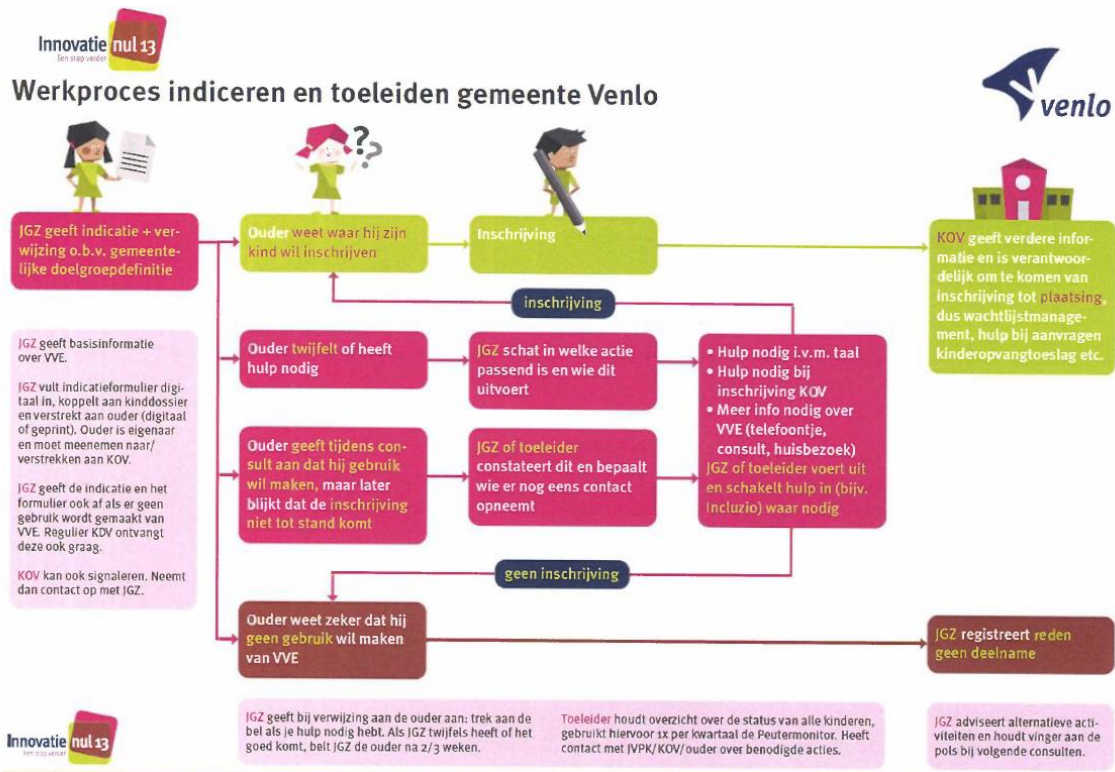 Innovatie nul 13
Een stap verder
Werkproces indiceren en toeleiden gemeente Venlo
venlo
??
JGZ geeft indicatie + ver-
wijzing o.b.v. gemeente-
lijke doelgroepdefinitie
Ouder weet waar hij zijn
kind wil inschrijven
Inschrijving
KOV geeft verdere infor-
matie en is verantwoor-
delijk om te komen van
inschrijving tot plaatsing,
dus wachtlijstmanage-
ment, hulp bij aanvragen
kinderopvangtoeslag etc.
inschrijving
JGZ geeft basisinformatie
over VVE.
JGZ vult indicatieformulier digi-
taal in, koppelt aan kinddossier
en verstrekt aan ouder (digitaal
of geprint). Ouder is eigenaar
en moet meenemen naar/
verstrekken aan KOV.
JGZ geeft de indicatie en het
formulier ook af als er geen
gebruik wordt gemaakt van
VVE. Regulier KDV ontvangt
deze ook graag.
KOV kan ook signaleren. Neemt
dan contact op met JGZ.
Ouder twijfelt of heeft
hulp nodig
JGZ schat in welke actie
passend is en wie dit
uitvoert
Ouder geeft tijdens con-
sult aan dat hij gebruik
wil maken, maar later
blijkt dat de inschrijving
niet tot stand komt
JGZ of toeleider
constateert dit en bepaalt
wie er nog eens contact
opneemt
• Hulp nodig i.v.m. taal
• Hulp nodig bij
inschrijving KOV
• Meer info nodig over
VVE (telefoontje,
consult, huisbezoek)
JGZ of toeleider voert uit
en schakelt hulp in (bijv.
Incluzio) waar nodig
geen inschrijving
Ouder weet zeker dat hij
geen gebruik wil maken
van VVE
JGZ registreert reden
geen deelname
JGZ geeft bij verwijzing aan de ouder aan: trek aan de
bel als je hulp nodig hebt. Als JGZ twijfels heeft of het
goed komt, belt JGZ de ouder na 2/3 weken.
Toeleider houdt overzicht over de status van alle kinderen,
gebruikt hiervoor 1x per kwartaal de Peutermonitor. Heeft
contact met JVPK/KOV/ouder over benodigde acties.
JGZ adviseert alternatieve acti-
viteiten en houdt vinger aan de
pols bij volgende consulten.
Innovatie nul 13
Een stap verder